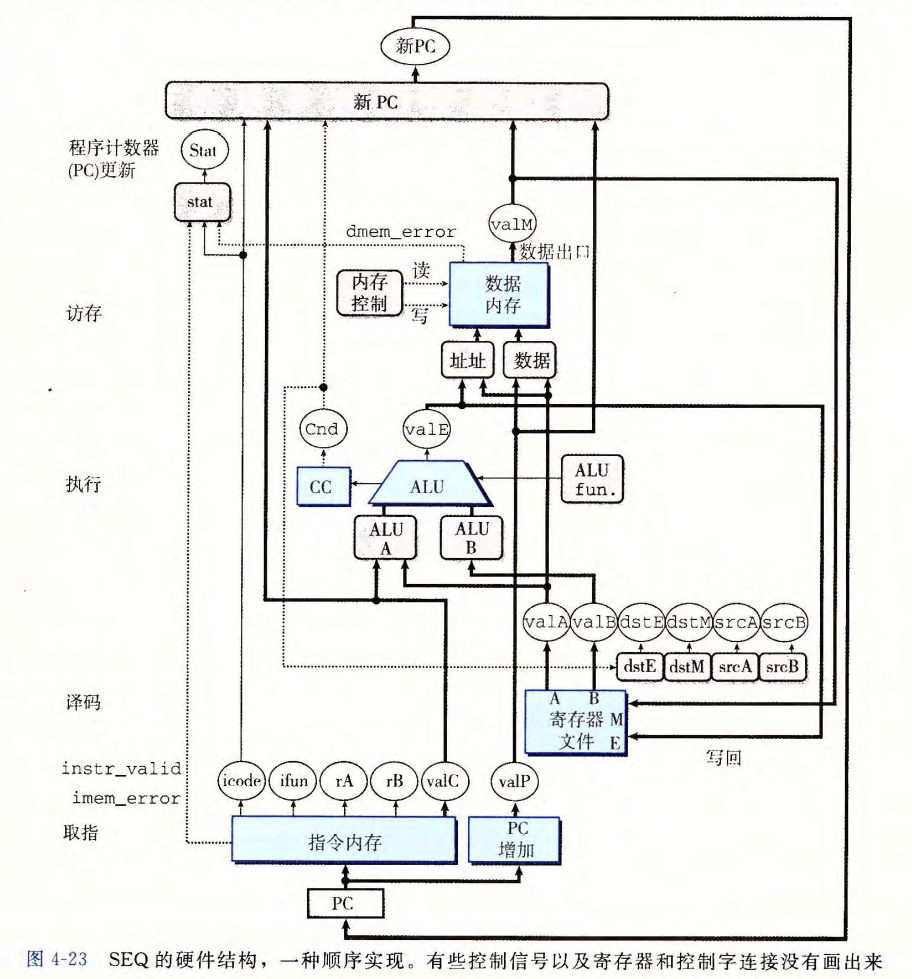 新PC
新 PC
程序计数器
(PC)更新
Stat
stat
valM
dmem_error
数据出口
内存
控制
读
写
数据
内存
访存
址址
数据
Cnd
valE
执行
CC
ALU
ALU
fun.
ALU
A
ALU
B
valA
valB
dstE
dstM
srcA
srcB
dstE
dstM
srcA
srcB
译码
A
B
寄存器
文件
M
E
写回
instr_valid
imem_error
icode
ifun
rA
rB
valC
valP
取指
指令内存
PC
增加
PC
图 4-23 SEQ 的硬件结构，一种顺序实现。有些控制信号以及寄存器和控制字连接没有画出来